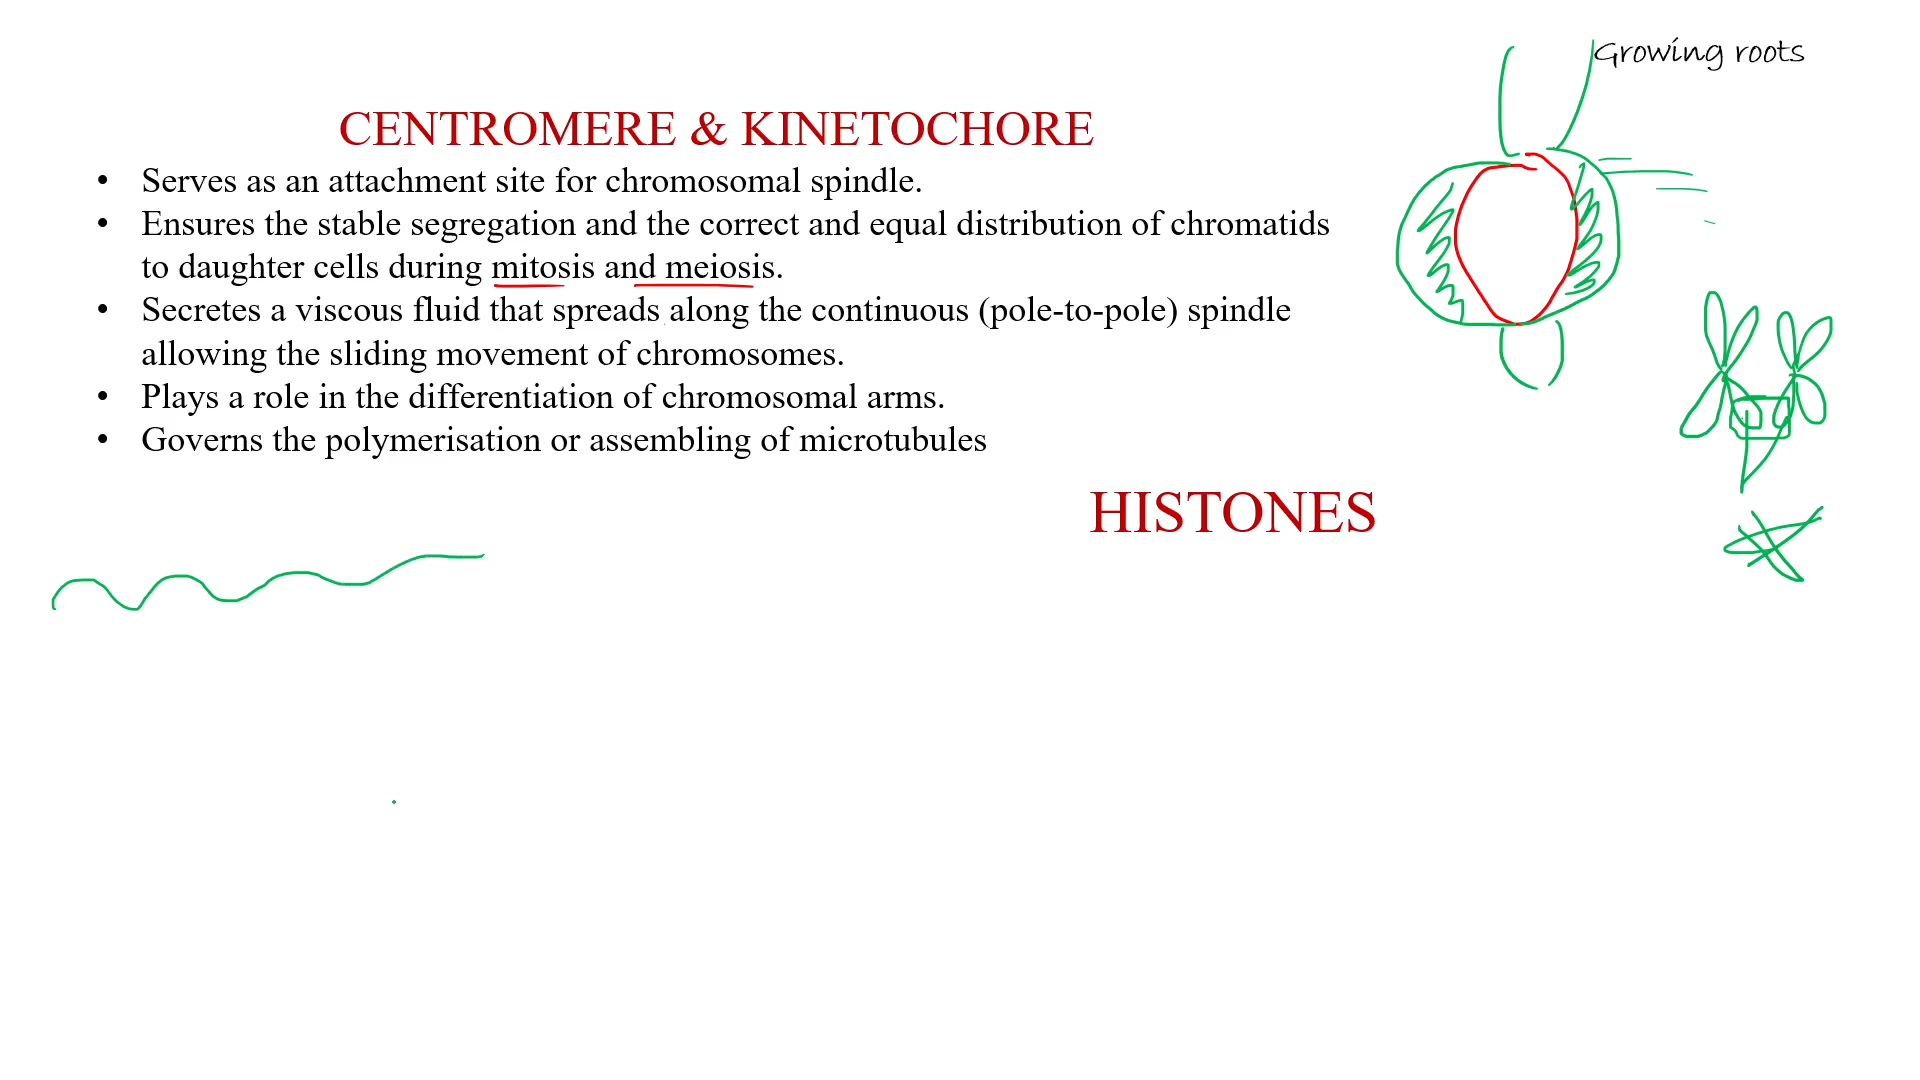 Growing roots
CENTROMERE & KINETOCHORE
• Serves as an attachment site for chromosomal spindle.
• Ensures the stable segregation and the correct and equal distribution of chromatids
to daughter cells during mitosis and meiosis.
• Secretes a viscous fluid that spreads along the continuous (pole-to-pole) spindle
allowing the sliding movement of chromosomes.
• Plays a role in the differentiation of chromosomal arms.
• Governs the polymerisation or assembling of microtubules
HISTONES